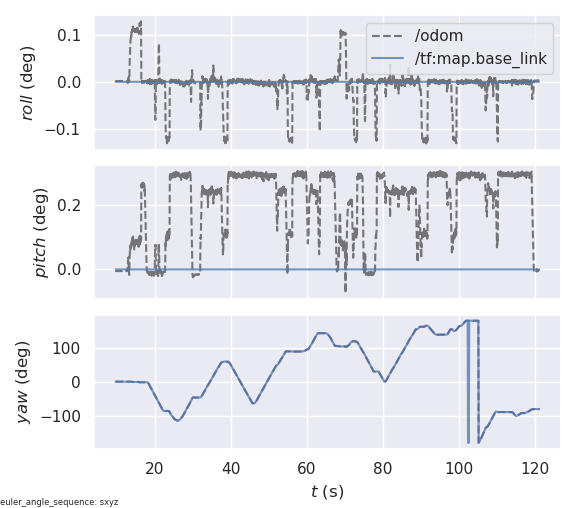 0.1
0.0
−0.1
roll (deg)
/odom
/tf:map.base_link
0.2
0.0
pitch (deg)
100
0
−100
yaw (deg)
20 40 60 80 100 120
t (s)
euler_angle_sequence: sxyz